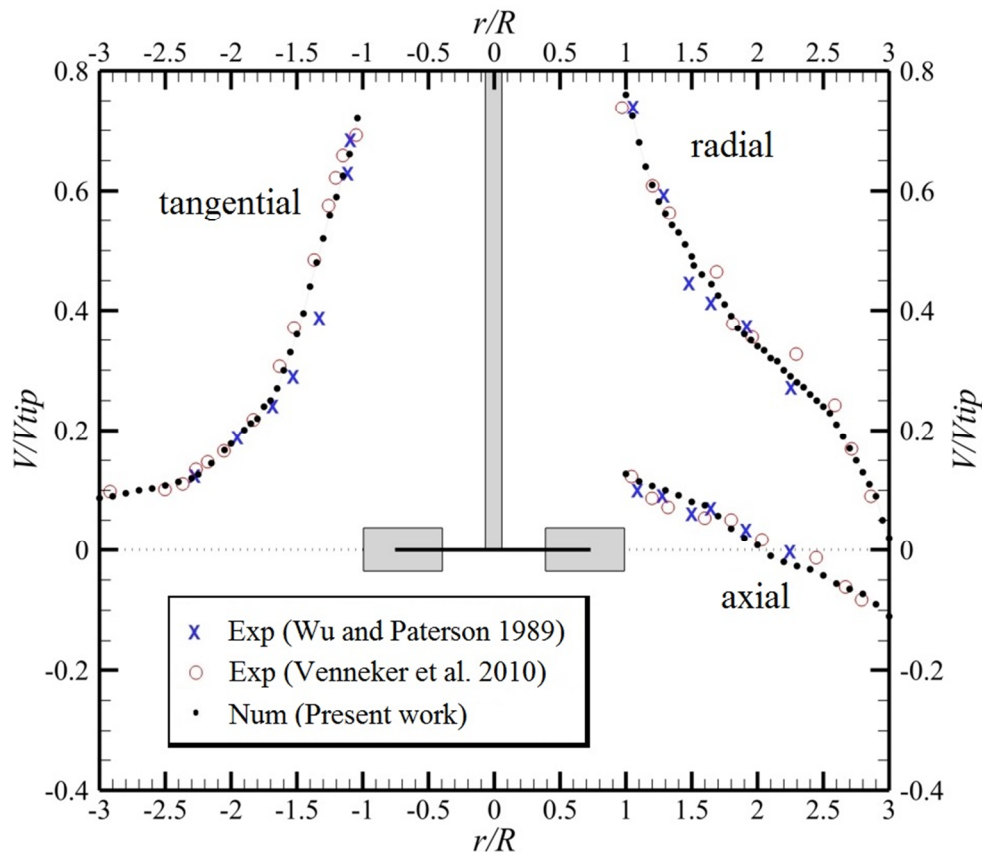 r/R
-3 -2.5 -2 -1.5 -1 -0.5 0 0.5 1 1.5 2 2.5 3
0.8 0.8
radial
tangential
0.6 0.6
0.4 0.4
V/Vtip V/Vtip
0.2 0.2
0 0
axial
x Exp (Wu and Paterson 1989)
Exp (Venneker et al. 2010)
-0.2 -0.2
Num (Present work)
-0.4 -0.4
-3 -2.5 -2 -1.5 -1 -0.5 0 0.5 1 1.5 2 2.5 3
r/R